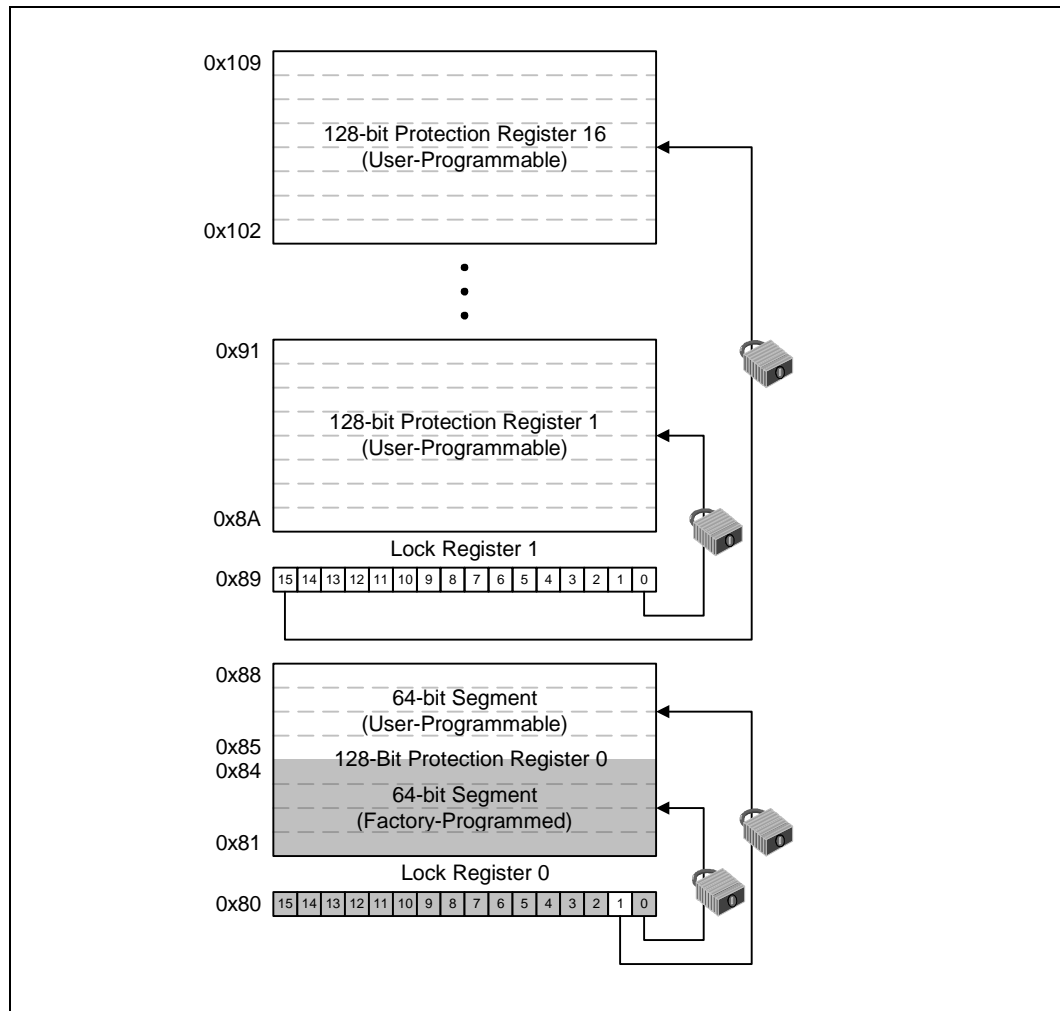 0x109
128-bit Protection Register 16
(User-Programmable)
0x102
0x91
128-bit Protection Register 1
(User-Programmable)
0x8A
Lock Register 1
0x89
15 14 13 12 11 10 9 8 7 6 5 4 3 2 1 0
0x88
64-bit Segment
(User-Programmable)
0x85
128-Bit Protection Register 0
0x84
64-bit Segment
(Factory-Programmed)
0x81
Lock Register 0
0x80
15 14 13 12 11 10 9 8 7 6 5 4 3 2 1 0